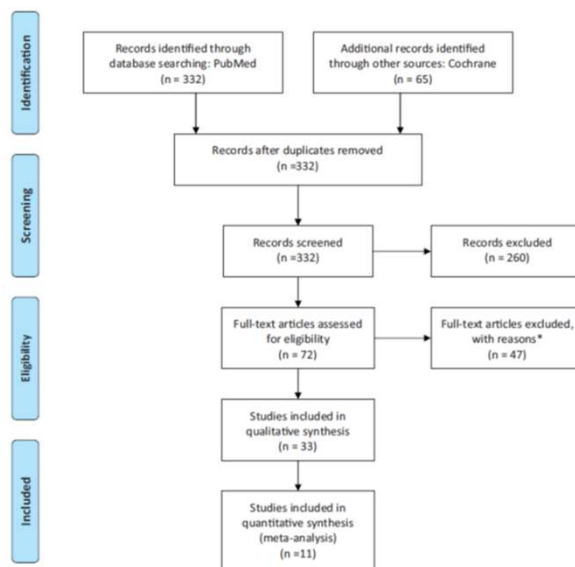 Identification
Records identified through
database searching: PubMed
(n = 332)
Additional records identified
through other sources: Cochrane
(n = 65)
Records after duplicates removed
(n =332)
Screening
Records screened
(n =332)
Records excluded
(n = 260)
Eligibility
Full-text articles assessed
for eligibility
(n = 72)
Full-text articles excluded,
with reasons*
(n = 47)
Studies included in
qualitative synthesis
(n = 33)
Included
Studies included in
quantitative synthesis
(meta-analysis)
(n =11)